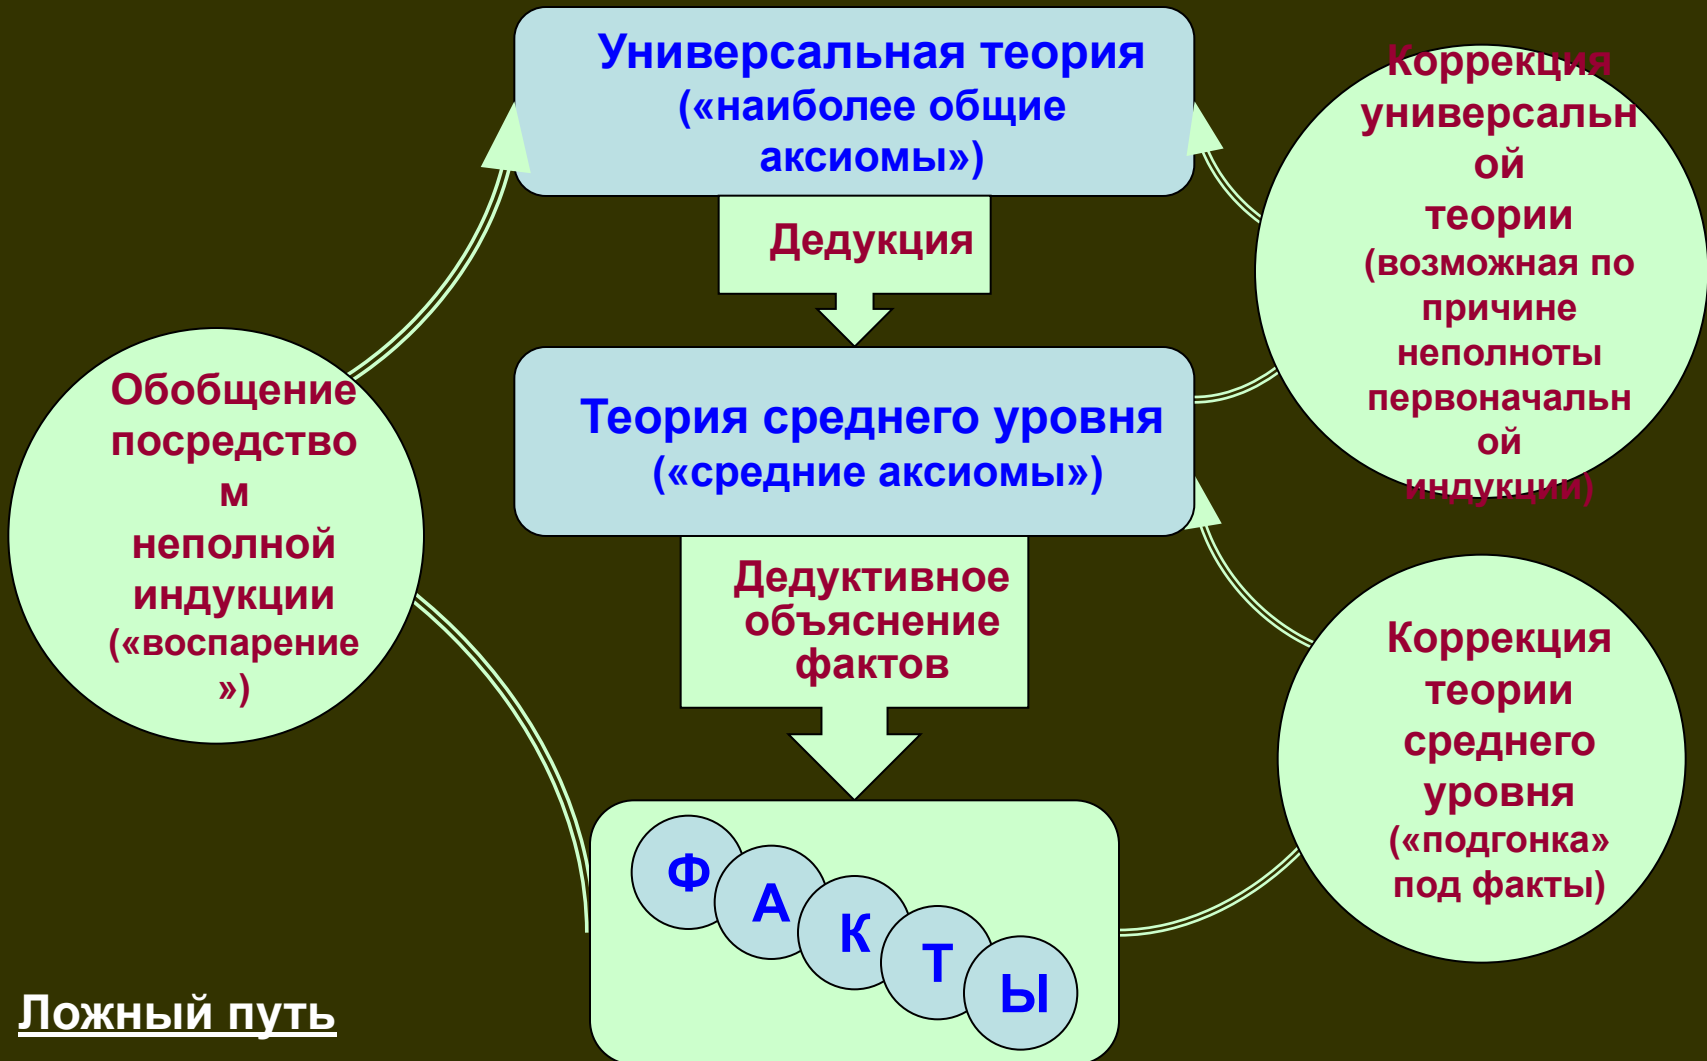 Универсальная теория
(«наиболее общие
аксиомы»)
Коррекция
универсальн
ой
теории
(возможная по
причине
неполноты
первоначальн
ой
индукции)
Дедукция
Обобщение
посредство
м
неполной
индукции
(«воспарение
»)
Теория среднего уровня
(«средние аксиомы»)
Дедуктивное
объяснение
фактов
Коррекция
теории
среднего
уровня
(«подгонка»
под факты)
ФАКТЫ
Ложный путь